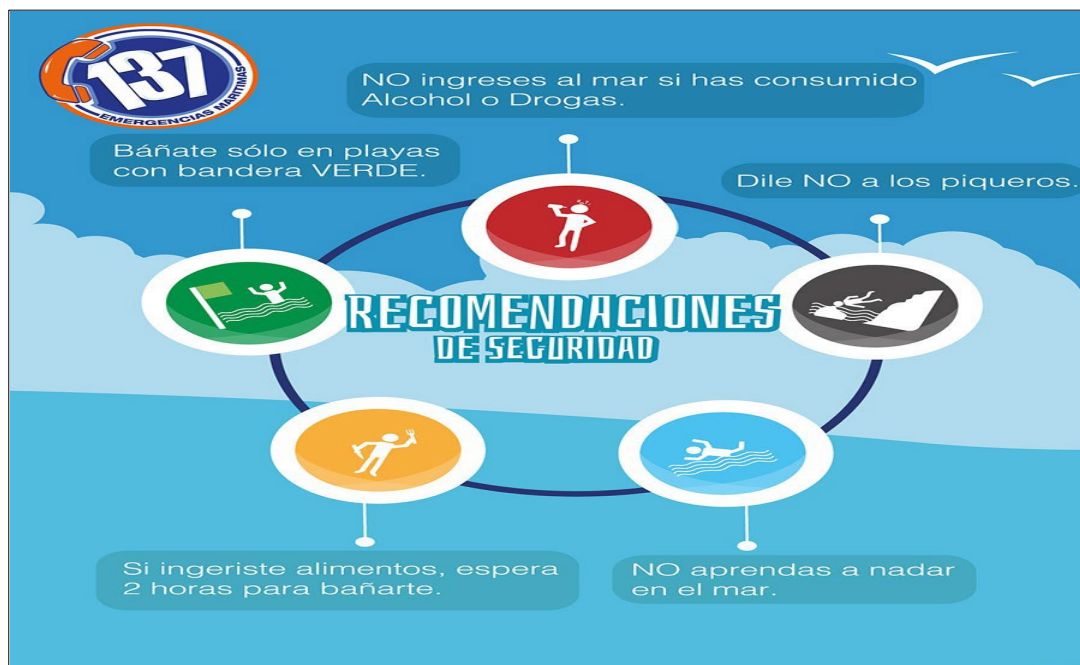 137
EMERGENCIAS MARÍTIMAS
NO ingreses al mar si has consumido
Alcohol o Drogas.
Báñate sólo en playas
con bandera VERDE.
Dile NO a los piqueros.
RECOMENDACIONES
DE SEGURIDAD
Si ingeriste alimentos, espera
2 horas para bañarte.
NO aprendas a nadar
en el mar.